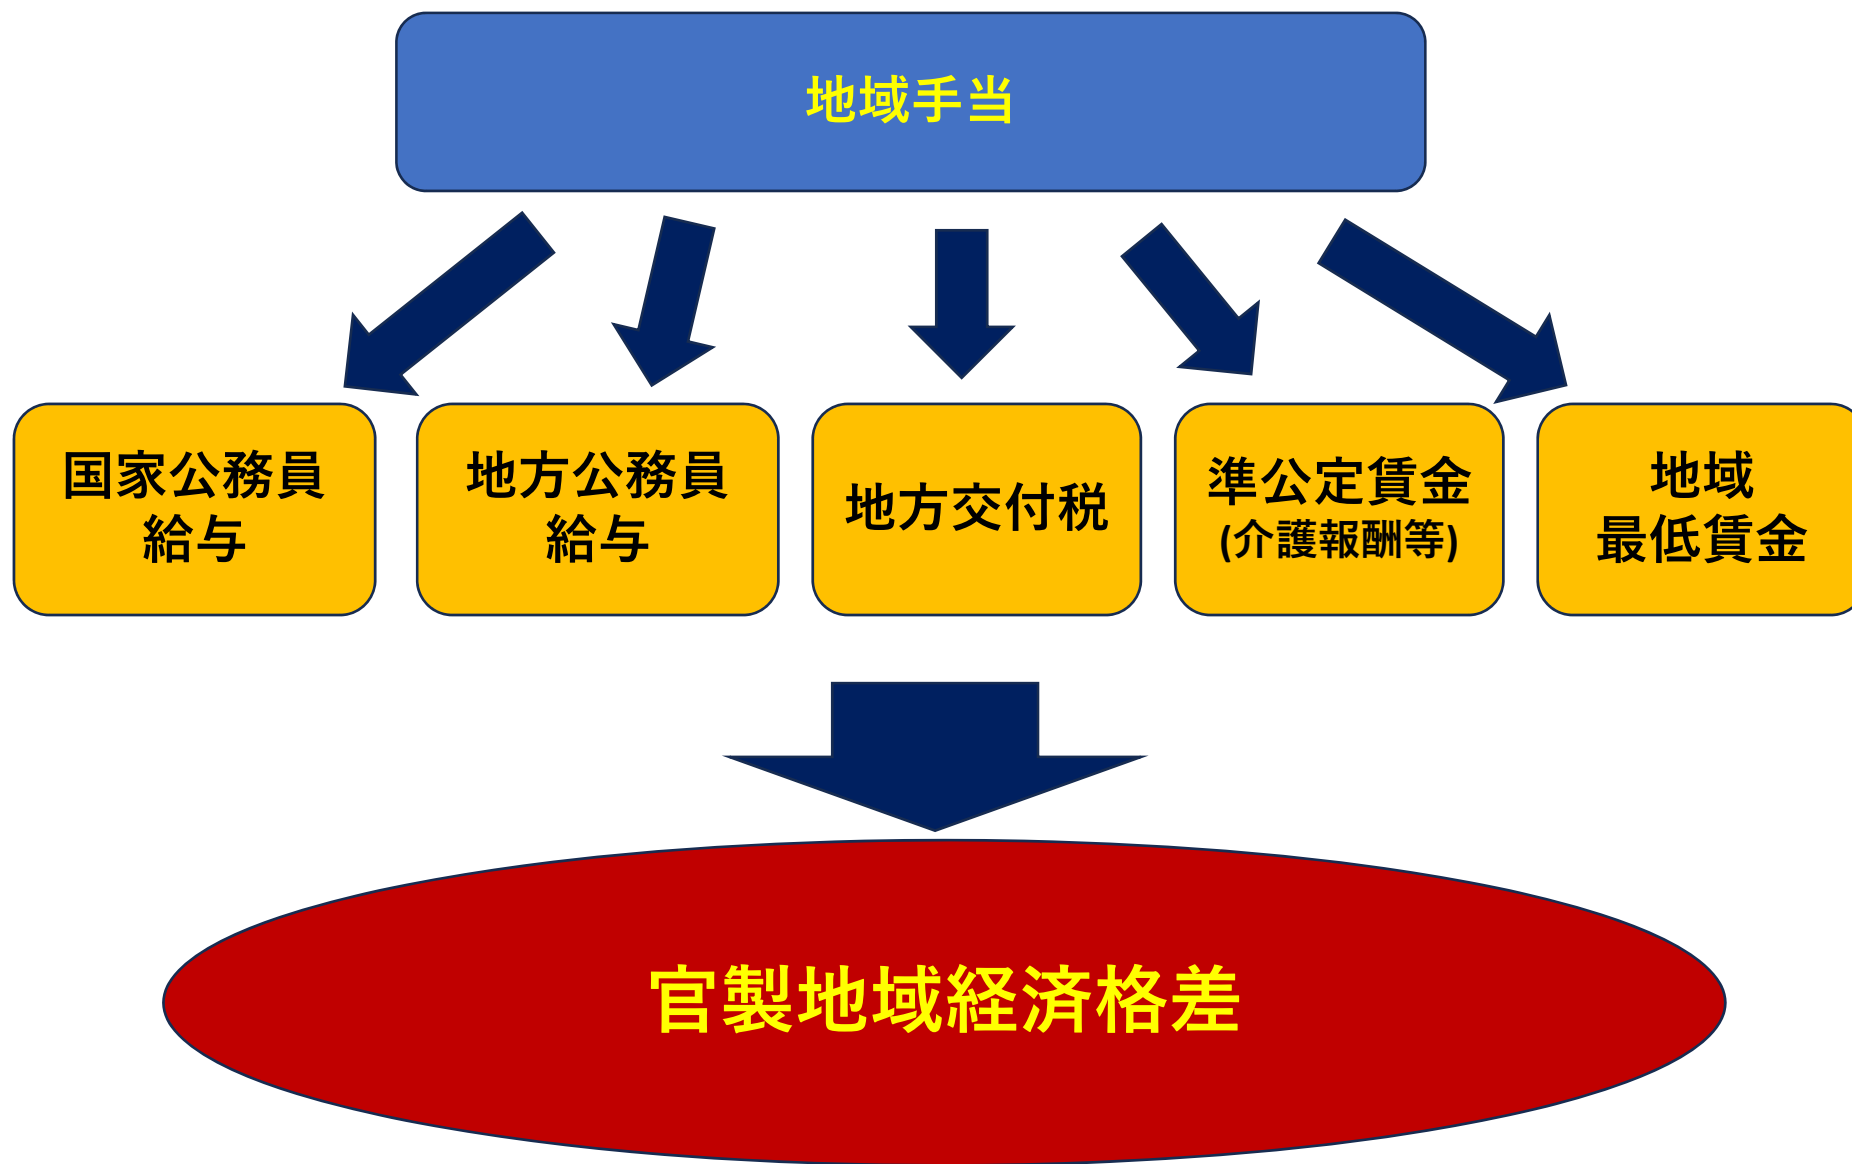 地域手当
国家公務員
給与
地方公務員
給与
地方交付税
準公定賃金
(介護報酬等)
地域
最低賃金
官製地域経済格差